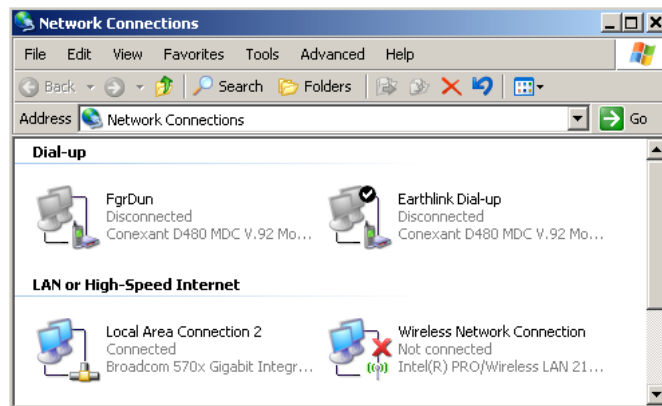 Network Connections
File Edit View Favorites Tools Advanced Help
Back Search Folders
Address Network Connections Go
Dial-up
FgrDun
Disconnected
Conexant D480 MDC V.92 Mo...
Earthlink Dial-up
Disconnected
Conexant D480 MDC V.92 Mo...
LAN or High-Speed Internet
Local Area Connection 2
Connected
Broadcom 570x Gigabit Integr...
Wireless Network Connection
Not connected
Intel(R) PRO/Wireless LAN 21...